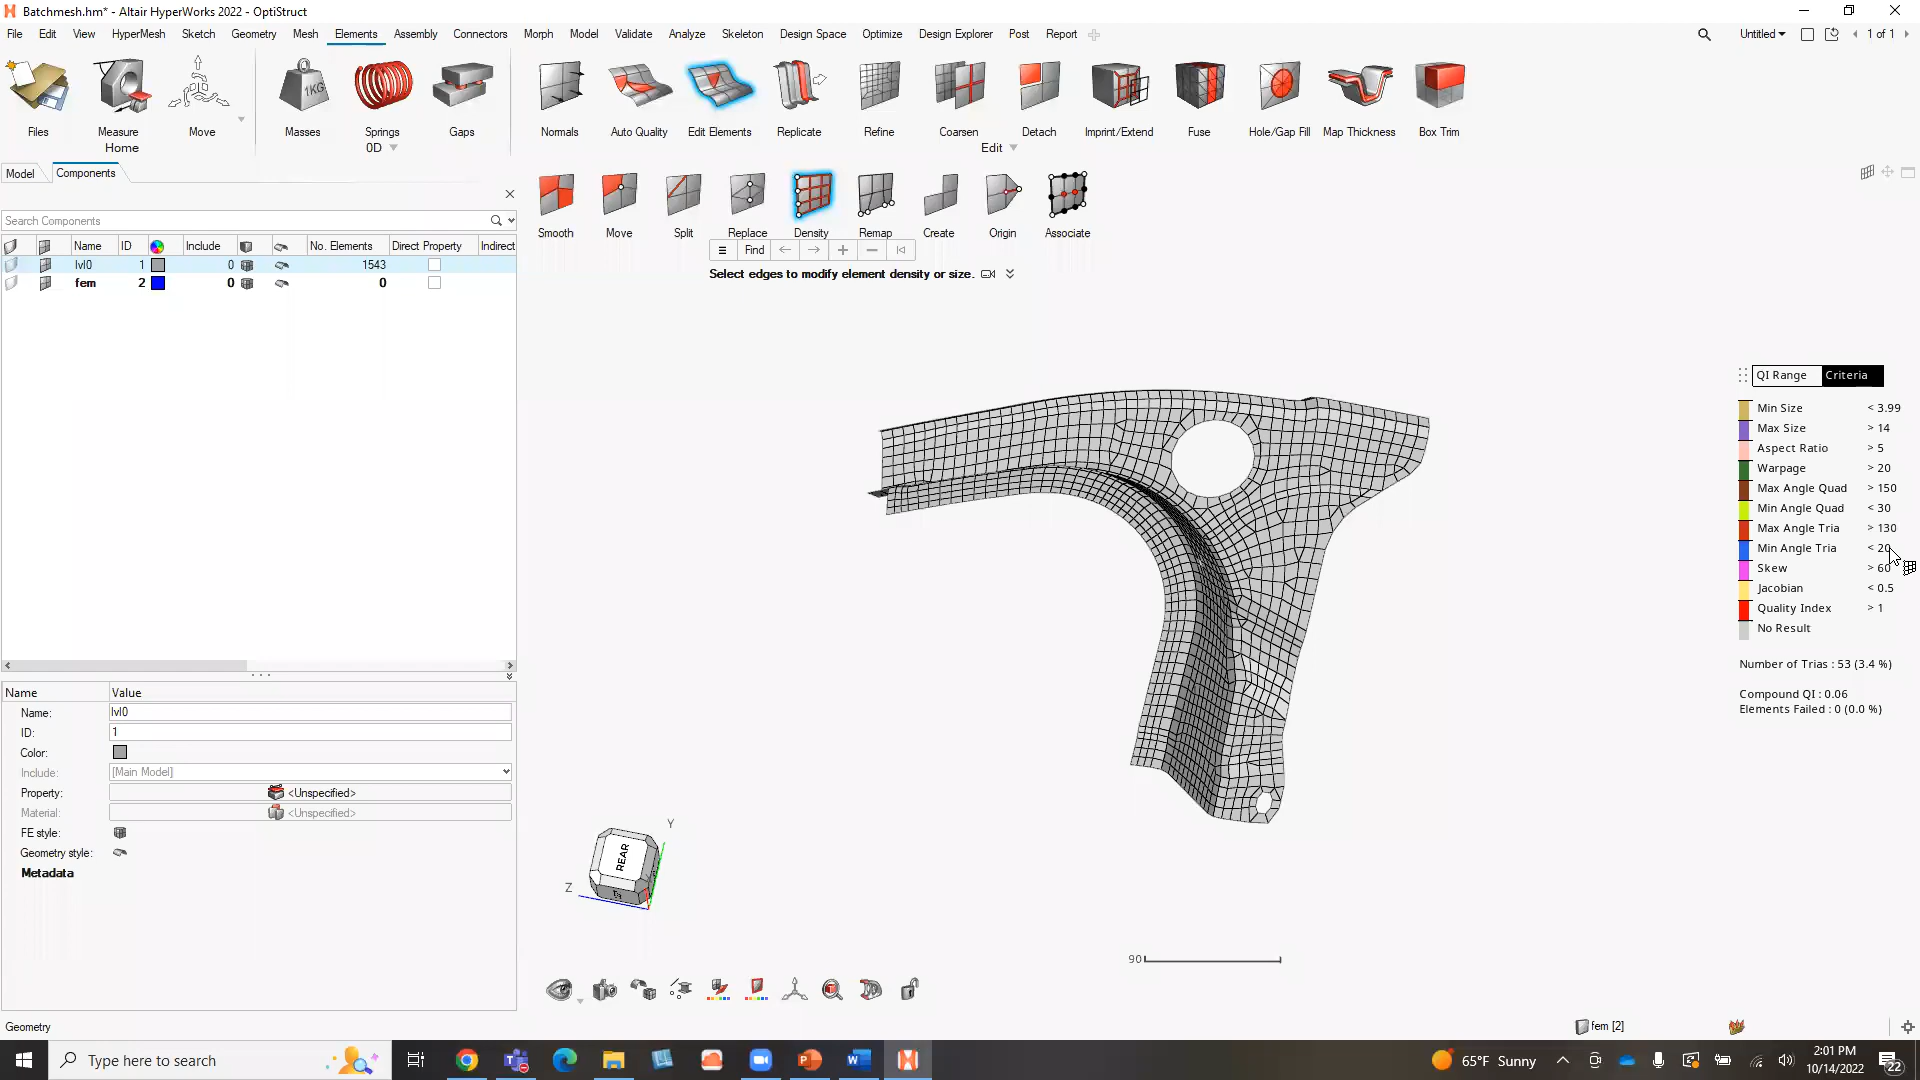 Batchmesh.hm* - Altair HyperWorks 2022 - OptiStruct
File Edit View HyperMesh Sketch Geometry Mesh Elements Assembly Connectors Morph Model Validate Analyze Skeleton Design Space Optimize Design Explorer Post Report Untitled 1 of 1
1KG
Files Measure Move Masses Springs Gaps Normals Auto Quality Edit Elements Replicate Refine Coarsen Detach Imprint/Extend Fuse Hole/Gap Fill Map Thickness Box Trim
Home 0D Edit
Model Components
Smooth Move Split Replace Density Remap Create Origin Associate
Find
Select edges to modify element density or size.
Search Components
Name ID Include No. Elements Direct Property Indirect
lvl0 1 0 1543
fem 2 0 0
QI Range Criteria
Min Size < 3.99
Max Size > 14
Aspect Ratio > 5
Warpage > 20
Max Angle Quad > 150
Min Angle Quad < 30
Max Angle Tria > 130
Min Angle Tria < 20
Skew > 60
Jacobian < 0.5
Quality Index > 1
No Result
Number of Trias : 53 (3.4 %)
Compound QI : 0.06
Elements Failed : 0 (0.0 %)
Name Value
Name: lvl0
ID: 1
Color:
Include: [Main Model]
Property: <Unspecified>
Material: <Unspecified>
FE style:
Geometry style:
Metadata
Y
REAR
Z
90
Geometry
fem [2]
Type here to search
65°F Sunny
2:01 PM
10/14/2022
22